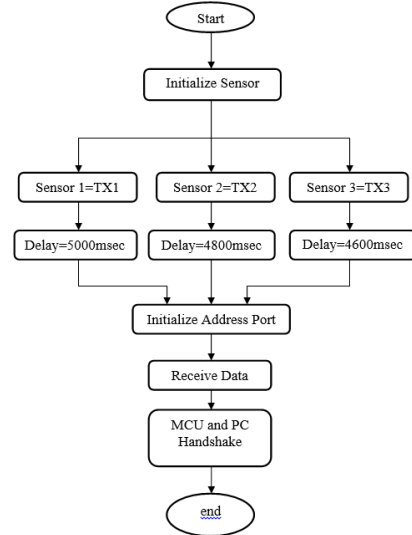 Start
Initialize Sensor
Sensor 1=TX1
Sensor 2=TX2
Sensor 3=TX3
Delay=5000msec
Delay=4800msec
Delay=4600msec
Initialize Address Port
Receive Data
MCU and PC
Handshake
end